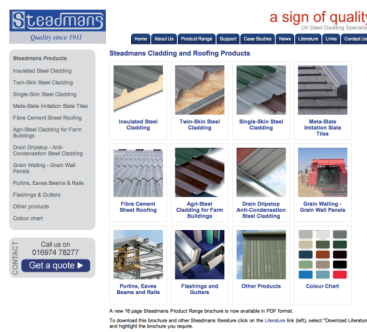 Steadmans
Quality since 1911
a sign of quality
UK Steel Cladding Specialists
Home
About Us
Product Range
Support
Case Studies
News
Literature
Links
Contact Us
Steadmans Products
Insulated Steel Cladding
Twin-Skin Steel Cladding
Single-Skin Steel Cladding
Meta-Slate Imitation Slate Tiles
Fibre Cement Sheet Roofing
Agri-Steel Cladding for Farm
Buildings
Drain Dripstop - Anti-
Condensation Steel Cladding
Grain Walling - Grain Wall
Panels
Purlins, Eaves Beams & Rails
Flashings & Gutters
Other products
Colour chart
CONTACT
Call us on
016974 78277
Get a quote
Steadmans Cladding and Roofing Products
Insulated Steel
Cladding
Twin-Skin Steel
Cladding
Single-Skin Steel
Cladding
Meta-Slate
Imitation Slate
Tiles
Fibre Cement
Sheet Roofing
Agri-Steel
Cladding for Farm
Buildings
Drain Dripstop
Anti-Condensation
Steel Cladding
Grain Walling -
Grain Wall Panels
Purlins, Eaves
Beams and Rails
Flashings and
Gutters
Other Products
Colour Chart
A new 16 page Steadmans Product Range brochure is now available in PDF format.
To download this brochure and other Steadmans literature click on the Literature link (left), select "Download Literature
and highlight the brochure you require.